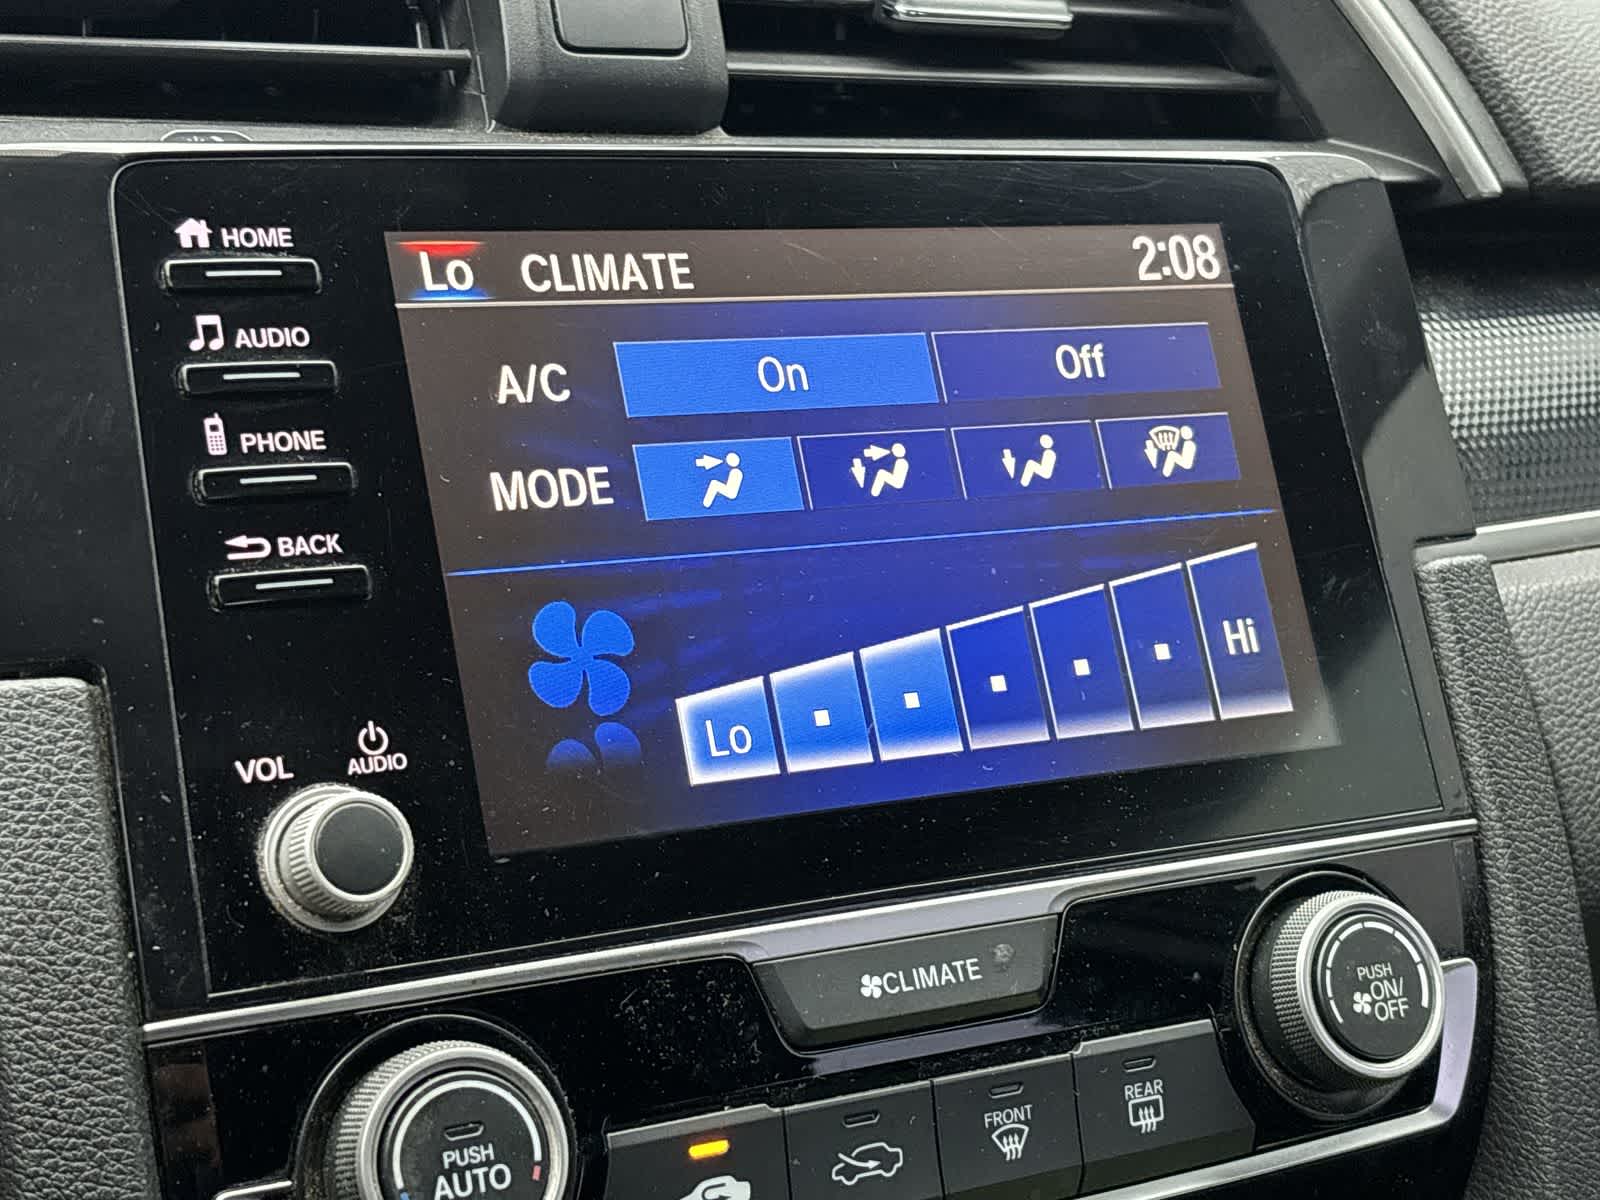 HOME
Lo CLIMATE 2:08
AUDIO
A/C On Off
PHONE
MODE
BACK
Lo Hi
VOL AUDIO
CLIMATE
PUSH
ON/
OFF
FRONT
REAR
PUSH
AUTO